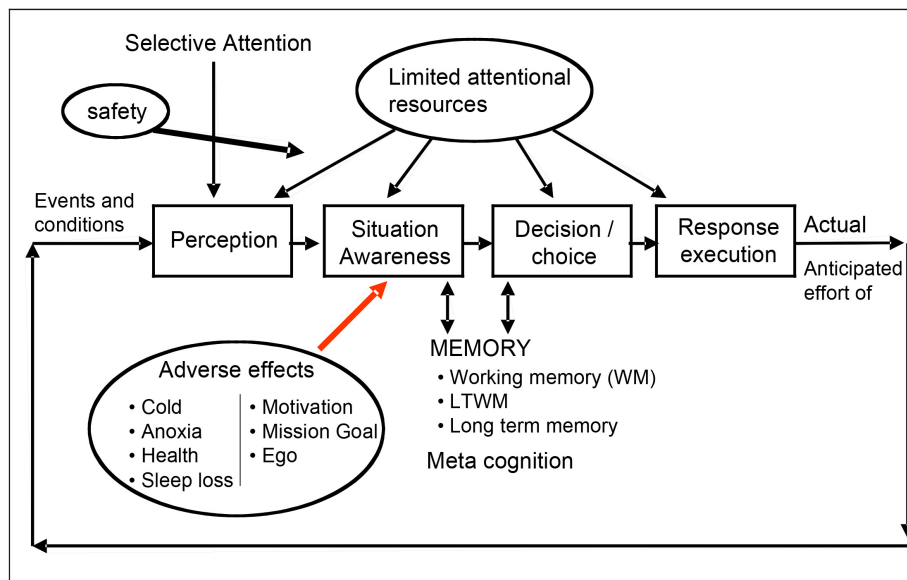 Selective Attention
Limited attentional
resources
safety
Events and
conditions
Perception
Situation
Awareness
Decision /
choice
Response
execution
Actual
Anticipated
effort of
Adverse effects
• Cold
• Anoxia
• Health
• Sleep loss
• Motivation
• Mission Goal
• Ego
MEMORY
• Working memory (WM)
• LTWM
• Long term memory
Meta cognition